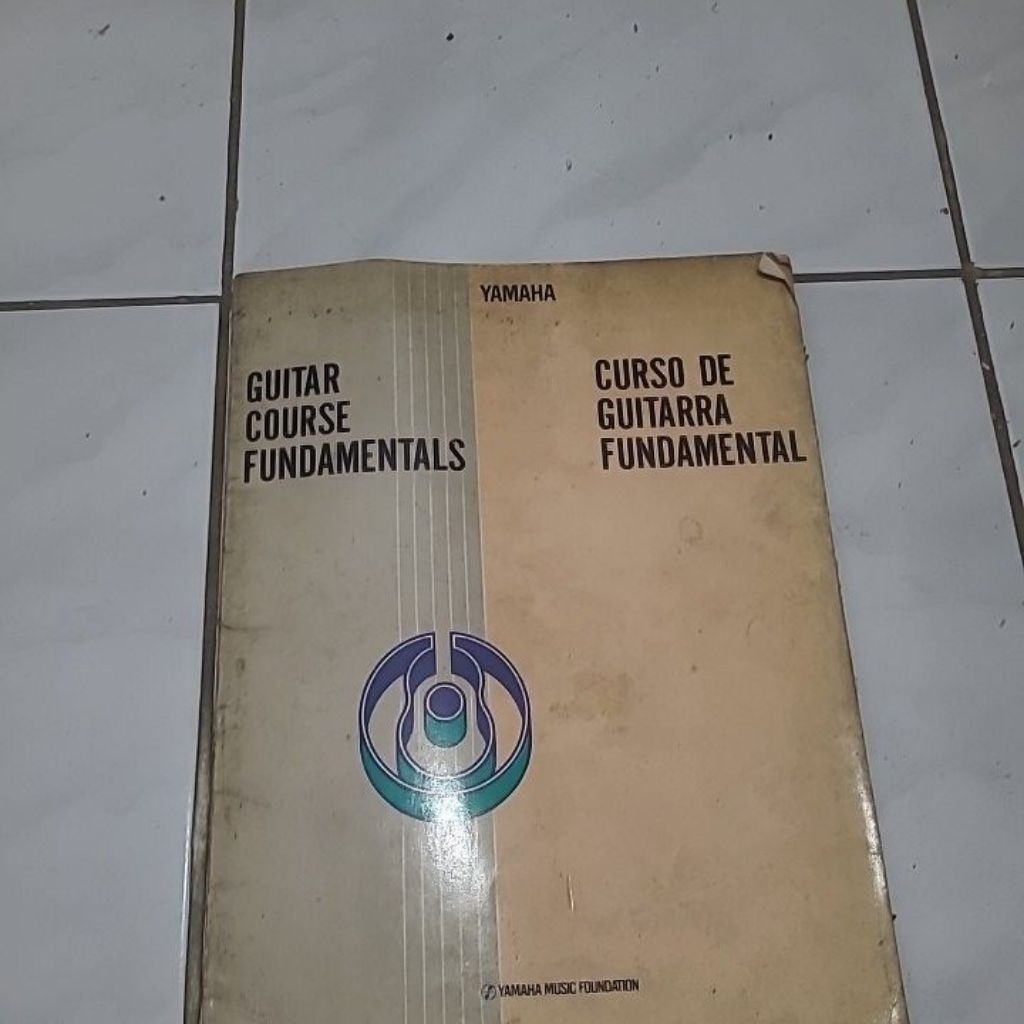 YAMAHA
GUITAR
COURSE
FUNDAMENTALS
CURSO DE
GUITARRA
FUNDAMENTAL
YAMAHA MUSIC FOUNDATION